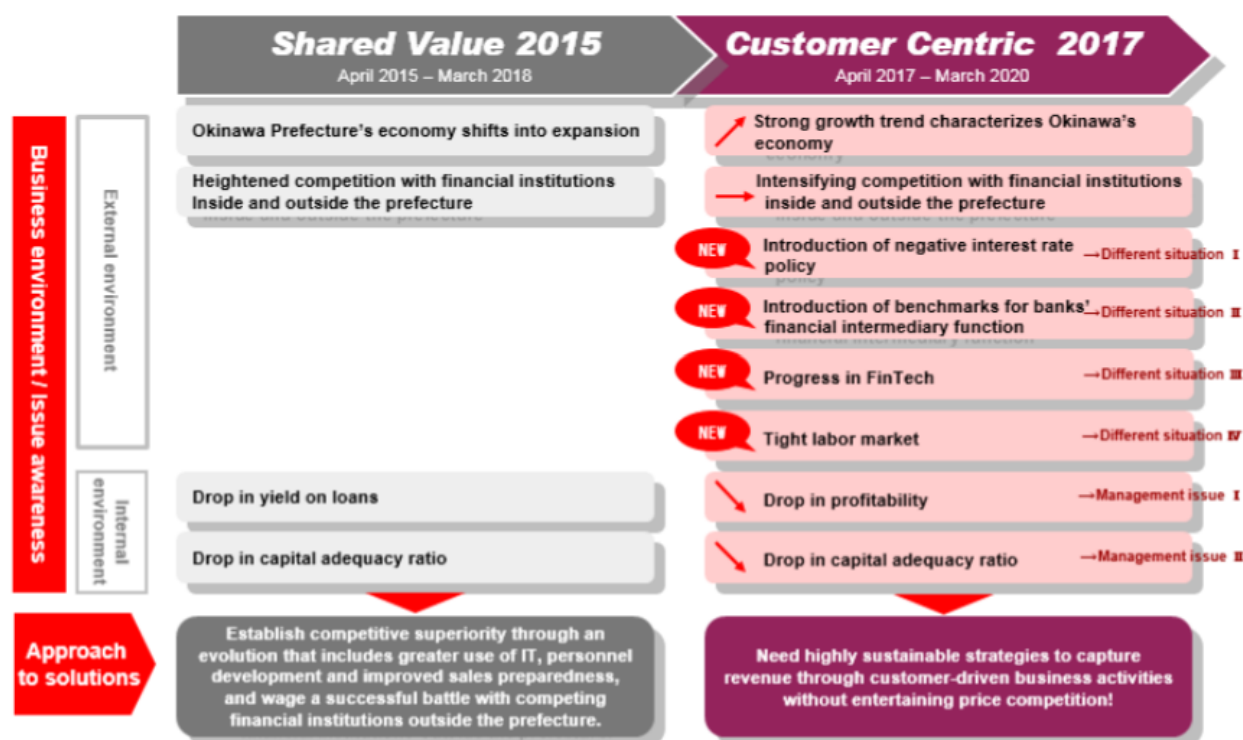 Shared Value 2015
April 2015 – March 2018
Customer Centric 2017
April 2017 – March 2020
Business environment / Issue awareness
External environment
Okinawa Prefecture's economy shifts into expansion
Strong growth trend characterizes Okinawa's
economy
Heightened competition with financial institutions
Inside and outside the prefecture
Intensifying competition with financial institutions
inside and outside the prefecture
NEW
Introduction of negative interest rate
policy
→Different situation Ⅰ
NEW
Introduction of benchmarks for banks'
financial intermediary function
→Different situation Ⅱ
NEW
Progress in FinTech
→Different situation Ⅲ
NEW
Tight labor market
→Different situation Ⅳ
Internal
environment
Drop in yield on loans
Drop in profitability
→Management issue Ⅰ
Drop in capital adequacy ratio
Drop in capital adequacy ratio
→Management issue Ⅱ
Approach
to solutions
Establish competitive superiority through an
evolution that includes greater use of IT, personnel
development and improved sales preparedness,
and wage a successful battle with competing
financial institutions outside the prefecture.
Need highly sustainable strategies to capture
revenue through customer-driven business activities
without entertaining price competition!